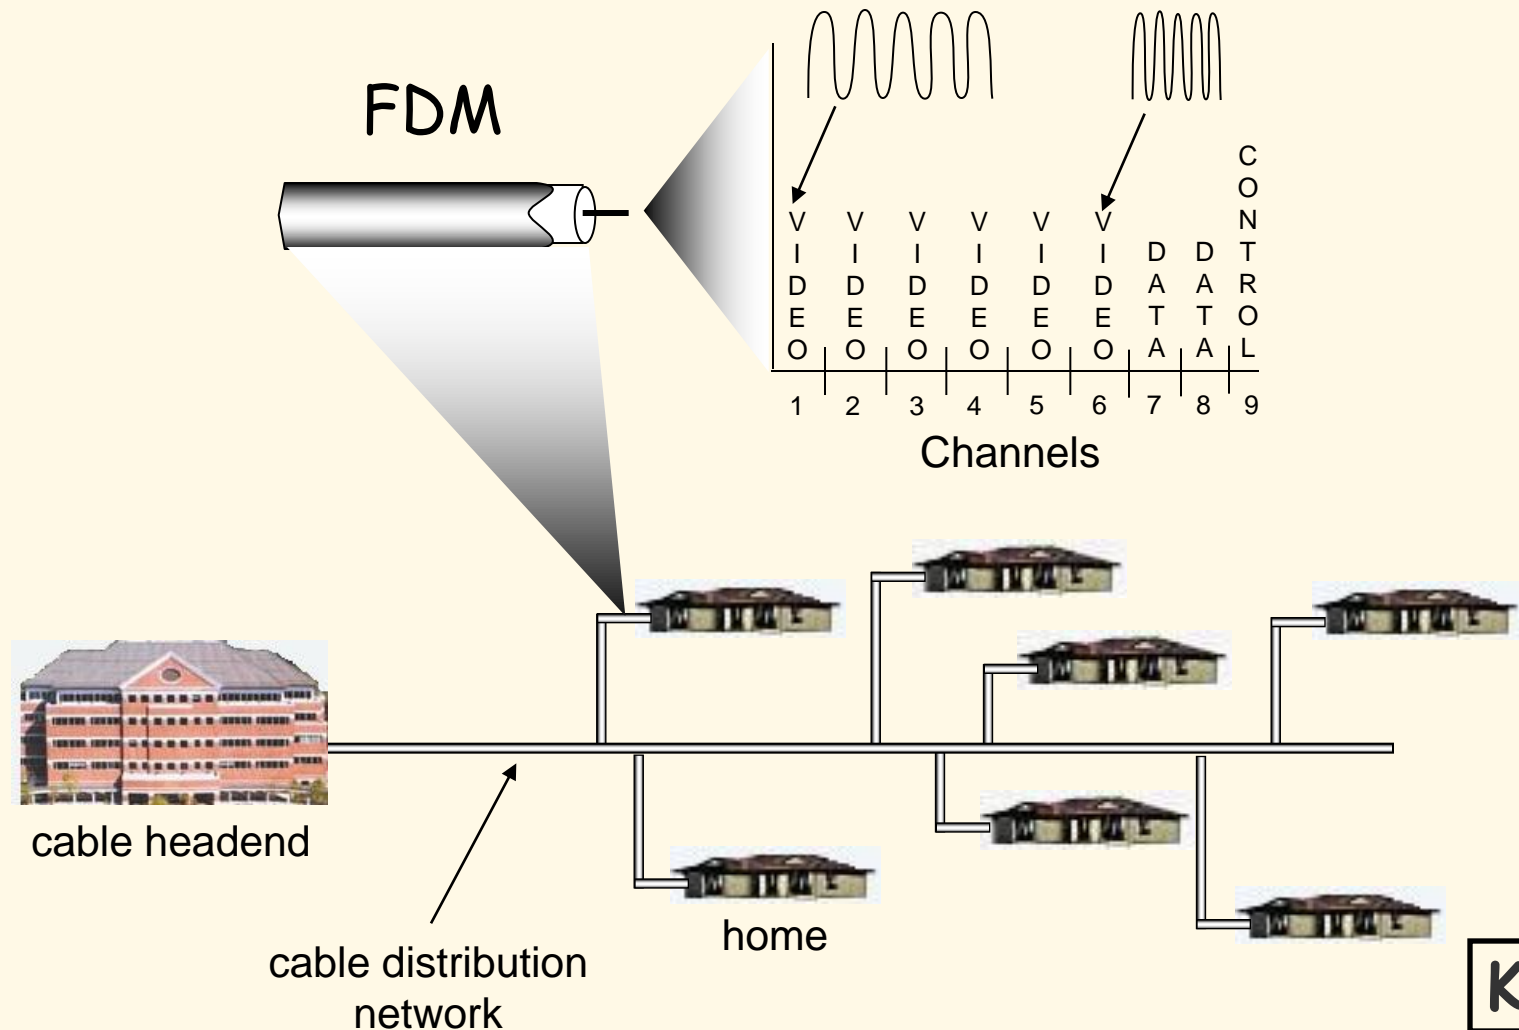 FDM
VIDEO
VIDEO
VIDEO
VIDEO
VIDEO
VIDEO
DATA
DATA
CONTROL
1 2 3 4 5 6 7 8 9
Channels
cable headend
home
cable distribution
network
K